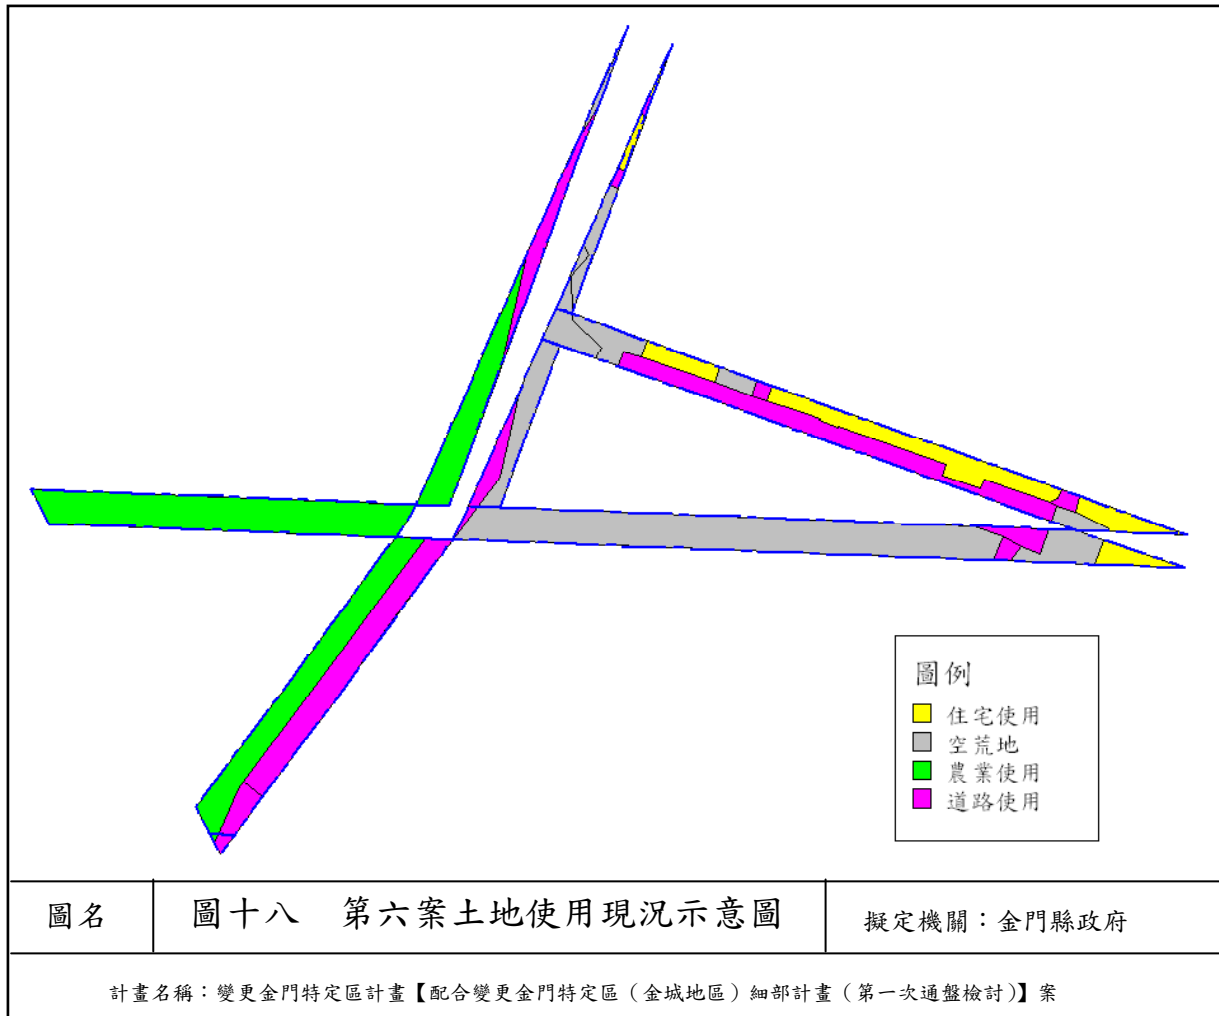 圖例
住宅使用
空荒地
農業使用
道路使用
圖名
圖十八　第六案土地使用現況示意圖
擬定機關：金門縣政府
計畫名稱：變更金門特定區計畫【配合變更金門特定區（金城地區）細部計畫（第一次通盤檢討）】案